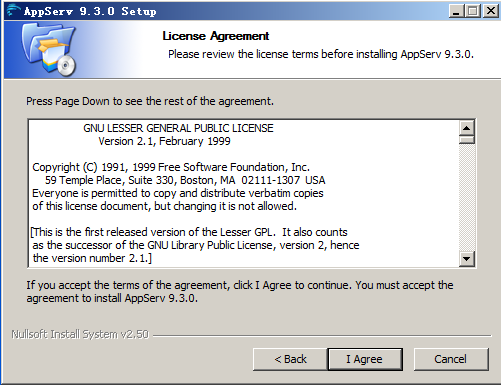 AppServ 9.3.0 Setup
License Agreement
Please review the license terms before installing AppServ 9.3.0.
Press Page Down to see the rest of the agreement.
GNU LESSER GENERAL PUBLIC LICENSE
Version 2.1, February 1999
Copyright (C) 1991, 1999 Free Software Foundation, Inc.
59 Temple Place, Suite 330, Boston, MA 02111-1307 USA
Everyone is permitted to copy and distribute verbatim copies
of this license document, but changing it is not allowed.
[This is the first released version of the Lesser GPL. It also counts
as the successor of the GNU Library Public License, version 2, hence
the version number 2.1.]
If you accept the terms of the agreement, click I Agree to continue. You must accept the
agreement to install AppServ 9.3.0.
Nullsoft Install System v2.50
< Back I Agree Cancel